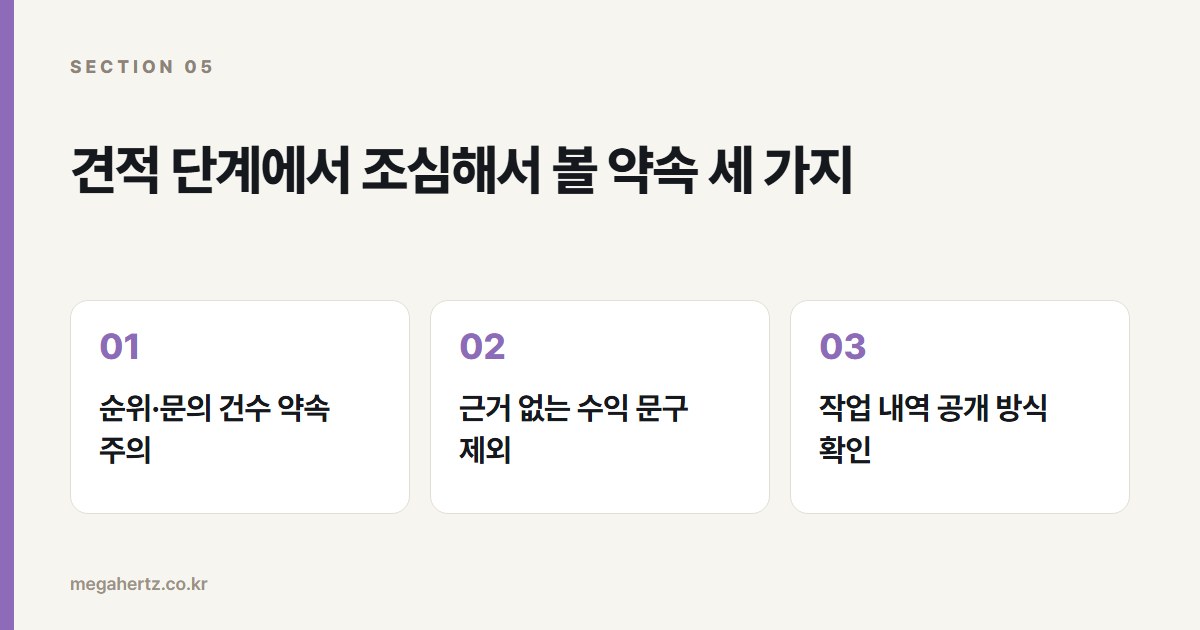 SECTION 05
견적 단계에서 조심해서 볼 약속 세 가지
01
순위·문의 건수 약속
주의
02
근거 없는 수익 문구
제외
03
작업 내역 공개 방식
확인
megahertz.co.kr